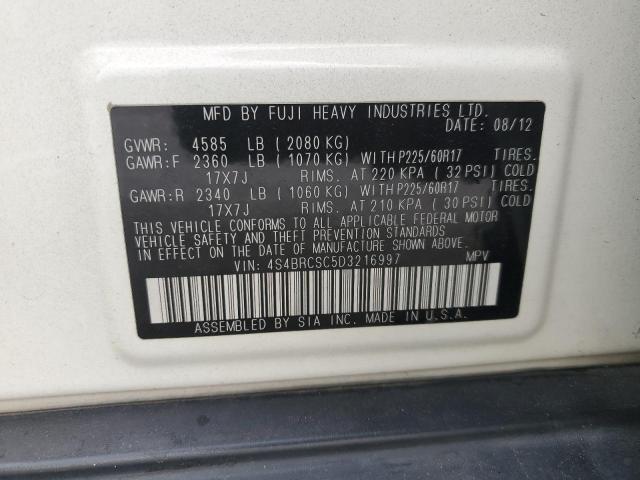 MFD BY FUJI HEAVY INDUSTRIES LTD.
DATE: 08/12
GVWR: 4585 LB (2080 KG)
GAWR:F 2360 LB (1070 KG) WITH P225/60R17 TIRES.
17X7J RIMS. AT 220 KPA (32 PSI) COLD
GAWR:R 2340 LB (1060 KG) WITH P225/60R17 TIRES.
17X7J RIMS. AT 210 KPA (30 PSI) COLD
THIS VEHICLE CONFORMS TO ALL APPLICABLE FEDERAL MOTOR
VEHICLE SAFETY AND THEFT PREVENTION STANDARDS
IN EFFECT ON THE DATE OF MANUFACTURE SHOWN ABOVE.
VIN: 4S4BRCSC5D3216997 MPV
ASSEMBLED BY SIA INC. MADE IN U.S.A.